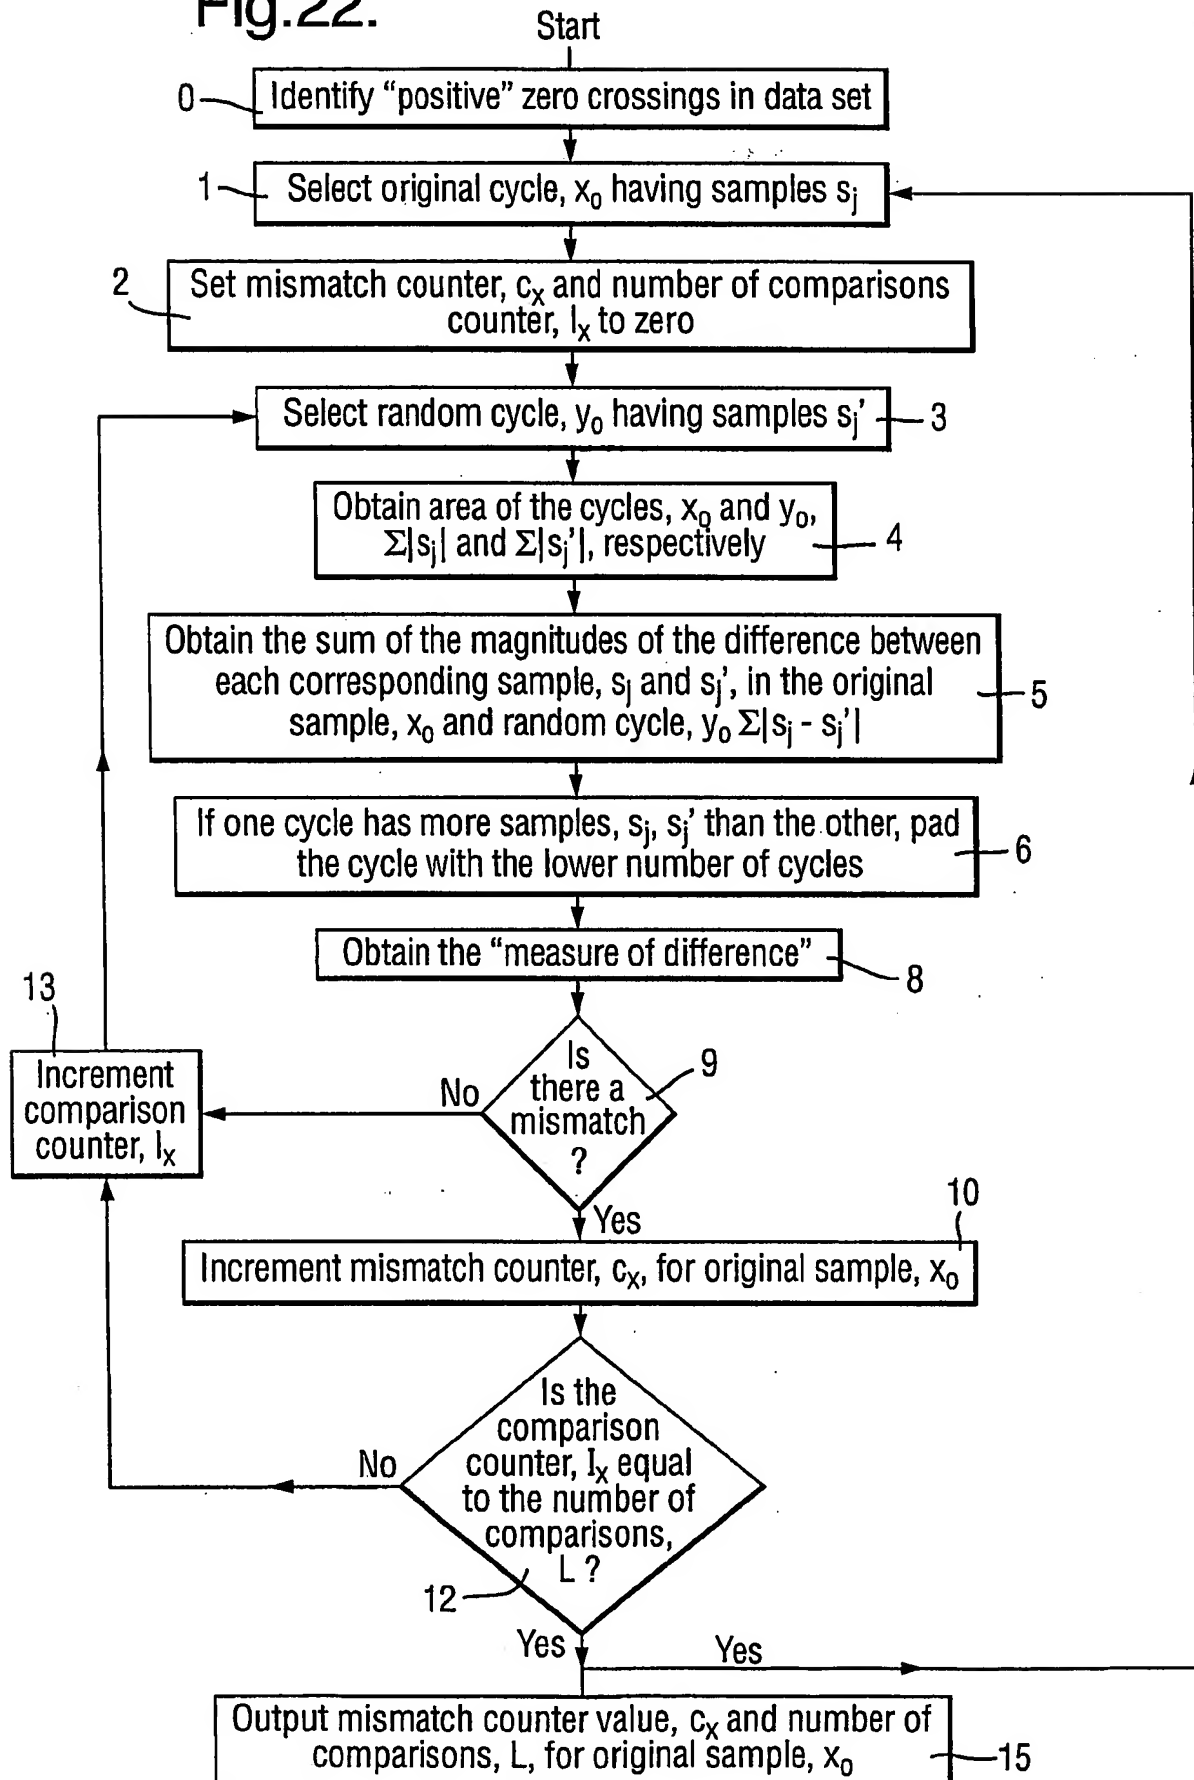 Fig.22.
Start
0
Identify “positive” zero crossings in data set
1
Select original cycle, x₀ having samples sⱼ
2
Set mismatch counter, cₓ and number of comparisons
counter, Iₓ to zero
Select random cycle, y₀ having samples sⱼ’
3
Obtain area of the cycles, x₀ and y₀,
Σ|sⱼ| and Σ|sⱼ’|, respectively
4
Obtain the sum of the magnitudes of the difference between
each corresponding sample, sⱼ and sⱼ’, in the original
sample, x₀ and random cycle, y₀ Σ|sⱼ - sⱼ’|
5
If one cycle has more samples, sⱼ, sⱼ’ than the other, pad
the cycle with the lower number of cycles
6
Obtain the “measure of difference”
8
13
Increment
comparison
counter, Iₓ
No
Is
there a
mismatch
?
9
Yes
10
Increment mismatch counter, cₓ, for original sample, x₀
No
Is the
comparison
counter, Iₓ equal
to the number of
comparisons,
L ?
12
Yes
Yes
Output mismatch counter value, cₓ and number of
comparisons, L, for original sample, x₀
15